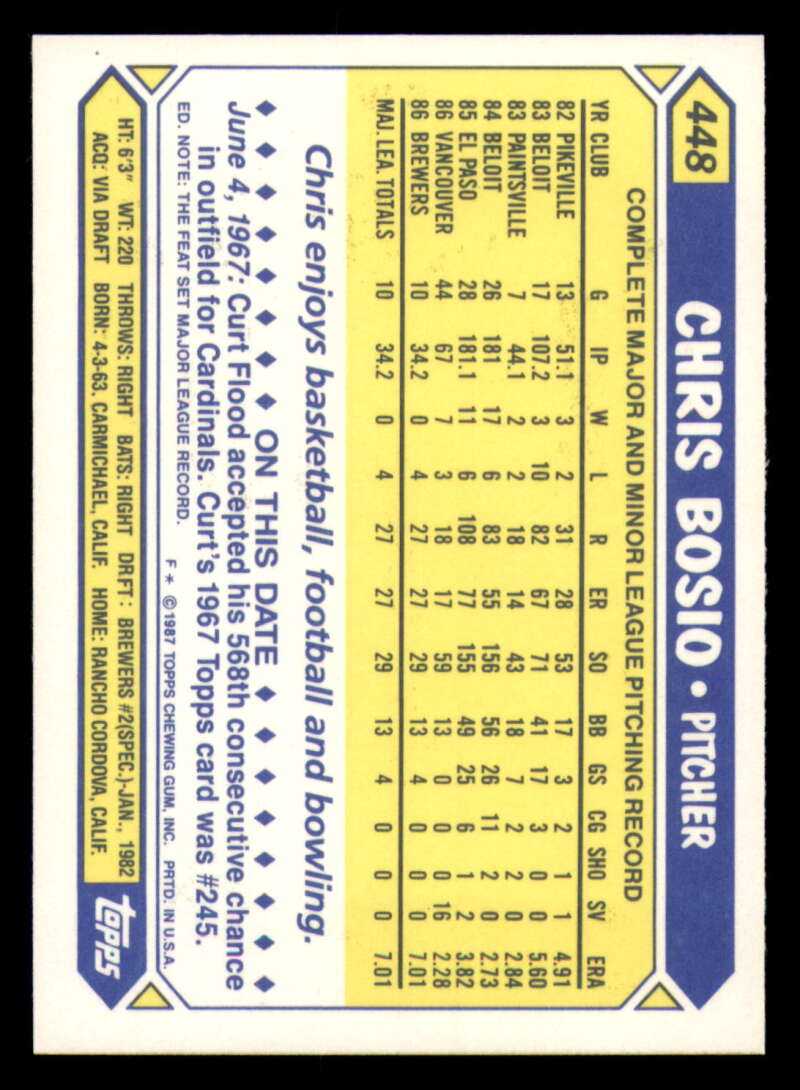 448 CHRIS BOSIO • PITCHER
COMPLETE MAJOR AND MINOR LEAGUE PITCHING RECORD
YR CLUB G IP W L R ER SO BB GS CG SHO SV ERA
82 PIKEVILLE 13 51.1 3 2 31 28 53 17 3 2 1 1 4.91
83 BELOIT 17 107.2 3 10 82 67 71 41 17 3 0 0 5.60
83 PAINTSVILLE 7 44.1 2 2 18 14 43 18 7 2 2 0 2.84
84 BELOIT 26 181 17 6 83 55 156 56 26 11 2 0 2.73
85 EL PASO 28 181.1 11 6 108 77 155 49 25 6 1 2 3.82
86 VANCOUVER 44 67 7 3 18 17 59 13 0 0 0 16 2.28
86 BREWERS 10 34.2 0 4 27 27 29 13 4 0 0 0 7.01
MAJ. LEA. TOTALS 10 34.2 0 4 27 27 29 13 4 0 0 0 7.01
Chris enjoys basketball, football and bowling.
◆ ◆ ◆ ◆ ◆ ◆ ◆ ON THIS DATE ◆ ◆ ◆ ◆ ◆ ◆ ◆
June 4, 1967: Curt Flood accepted his 568th consecutive chance
in outfield for Cardinals. Curt's 1967 Topps card was #245.
ED. NOTE: THE FEAT SET MAJOR LEAGUE RECORD.
F * ©1987 TOPPS CHEWING GUM, INC. PRTD. IN U.S.A.
HT: 6'3" WT: 220 THROWS: RIGHT BATS: RIGHT DRFT: BREWERS #2(SPEC.)-JAN., 1982
ACQ: VIA DRAFT BORN: 4-3-63, CARMICHAEL, CALIF. HOME: RANCHO CORDOVA, CALIF.
topps